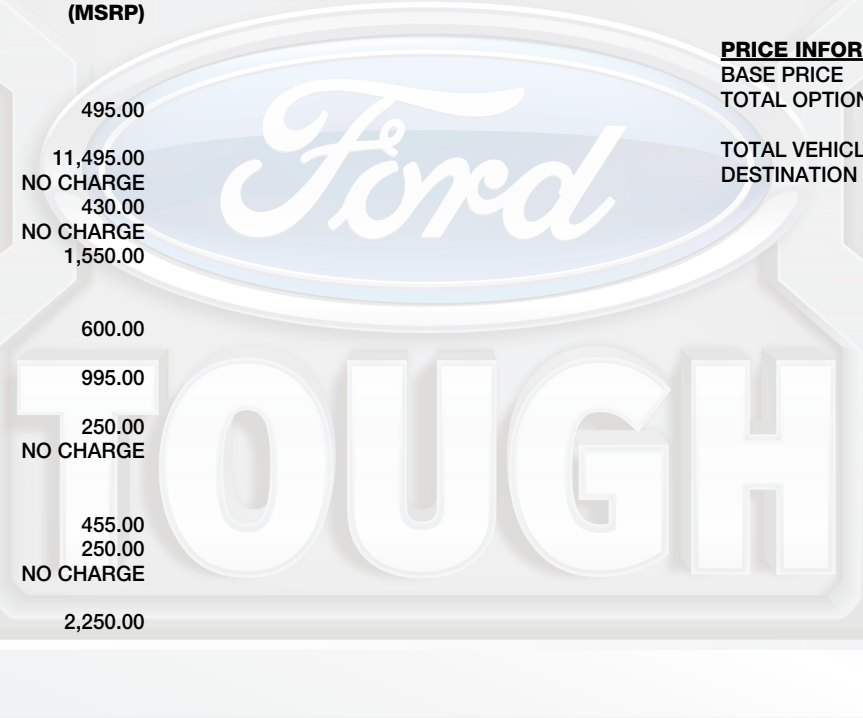 (MSRP)
495.00
11,495.00
NO CHARGE
430.00
NO CHARGE
1,550.00
600.00
995.00
250.00
NO CHARGE
455.00
250.00
NO CHARGE
2,250.00
PRICE INFOR
BASE PRICE
TOTAL OPTION
TOTAL VEHICL
DESTINATION
Ford
TOUGH